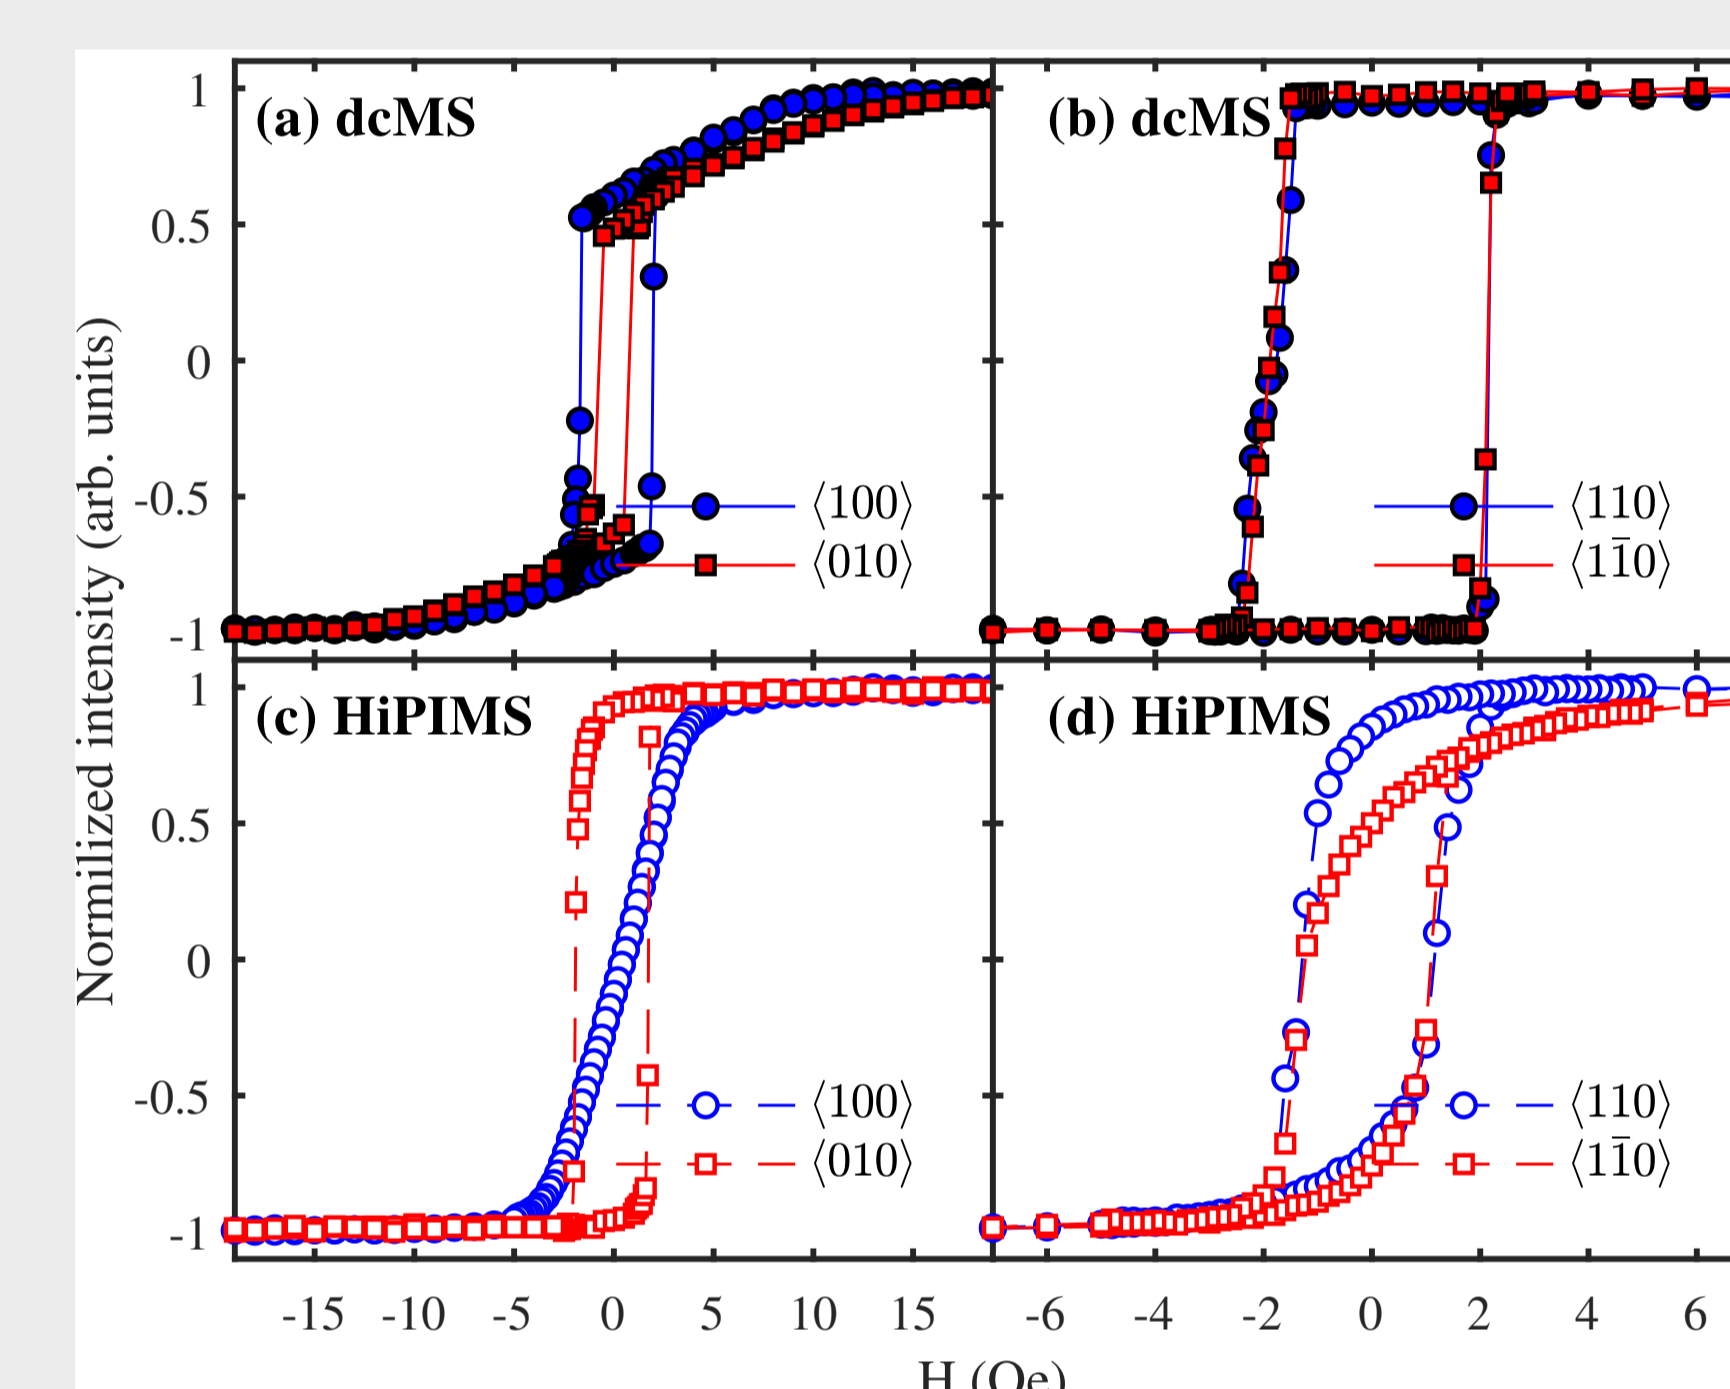 Normilized intensity (arb. units)
(a) dcMS
(b) dcMS
1
0.5
0
-0.5
-1
⟨100⟩
⟨010⟩
⟨110⟩
⟨11̄0⟩
(c) HiPIMS
(d) HiPIMS
1
0.5
0
-0.5
-1
⟨100⟩
⟨010⟩
⟨110⟩
⟨11̄0⟩
-15 -10 -5 0 5 10 15
-6 -4 -2 0 2 4 6
H (Oe)